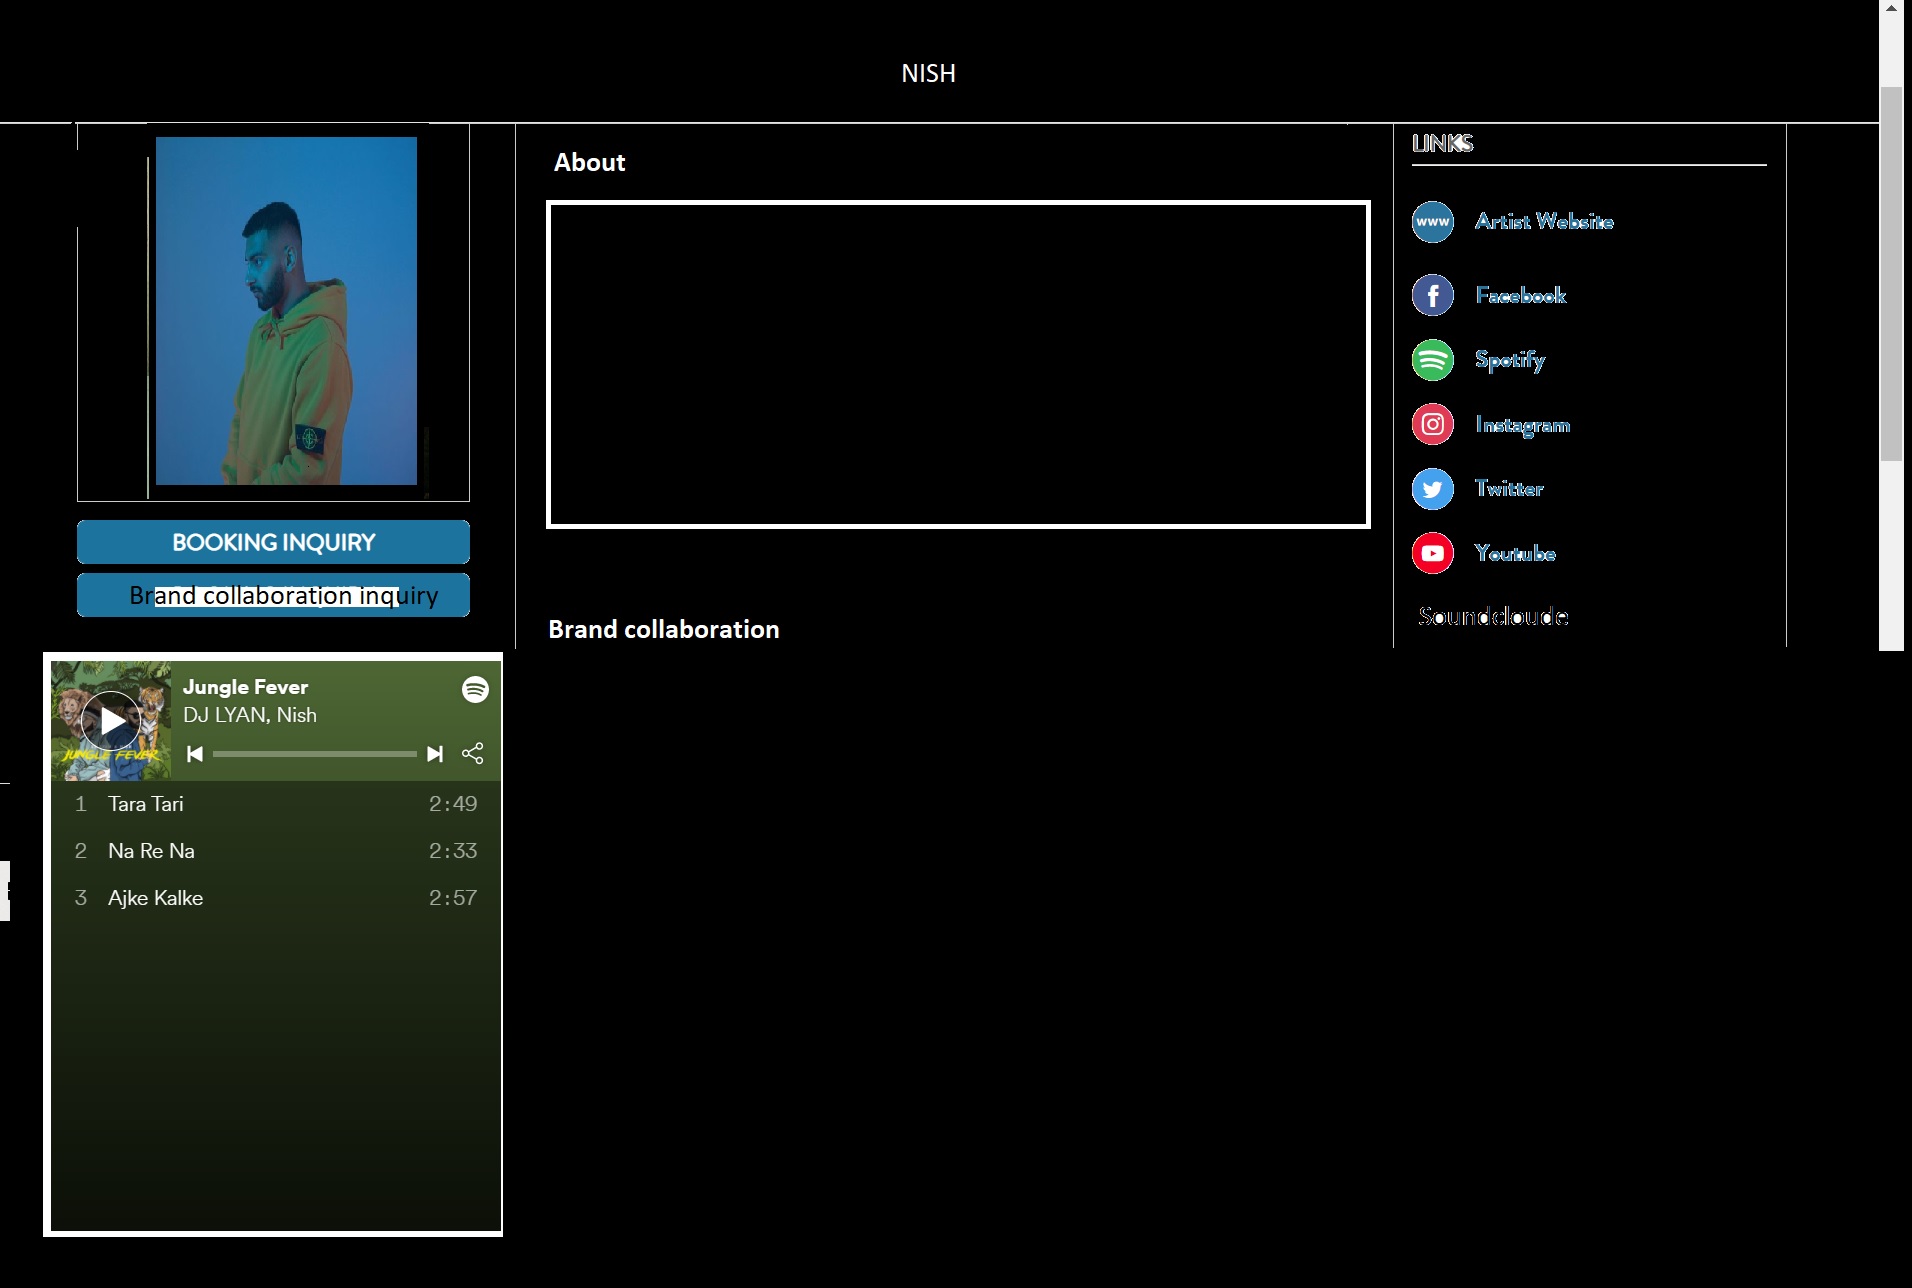 NISH
BOOKING INQUIRY
Brand collaboration inquiry
Jungle Fever
DJ LYAN, Nish
JUNGLE FEVER
1 Tara Tari 2:49
2 Na Re Na 2:33
3 Ajke Kalke 2:57
About
Brand collaboration
LINKS
www Artist Website
Facebook
Spotify
Instagram
Twitter
Youtube
Soundcloude